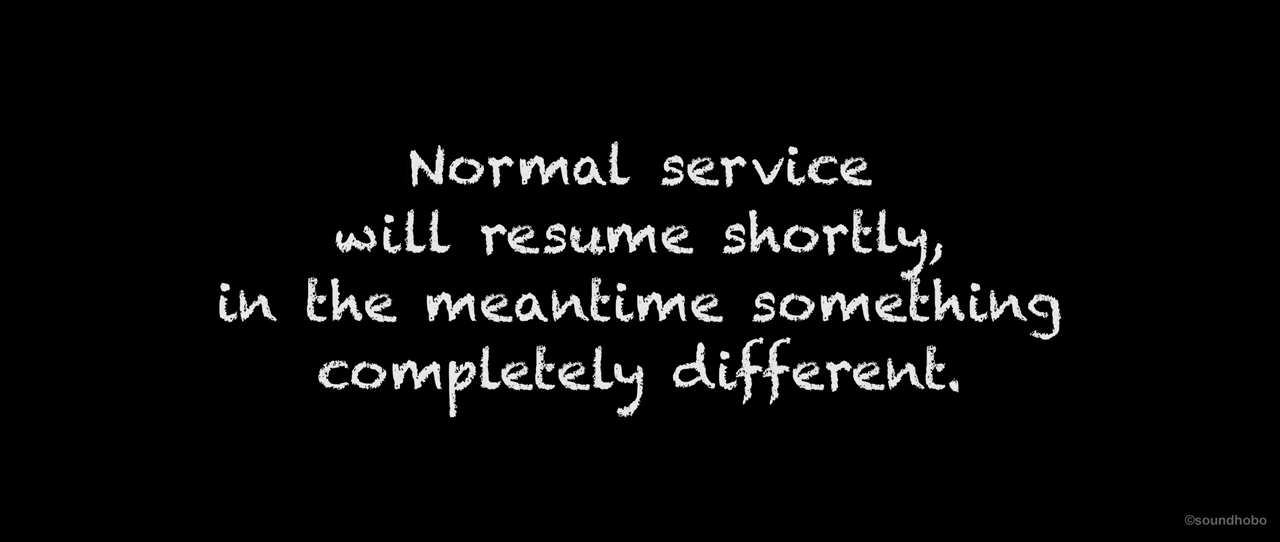 Normal service
will resume shortly,
in the meantime something
completely different.
©soundhobo